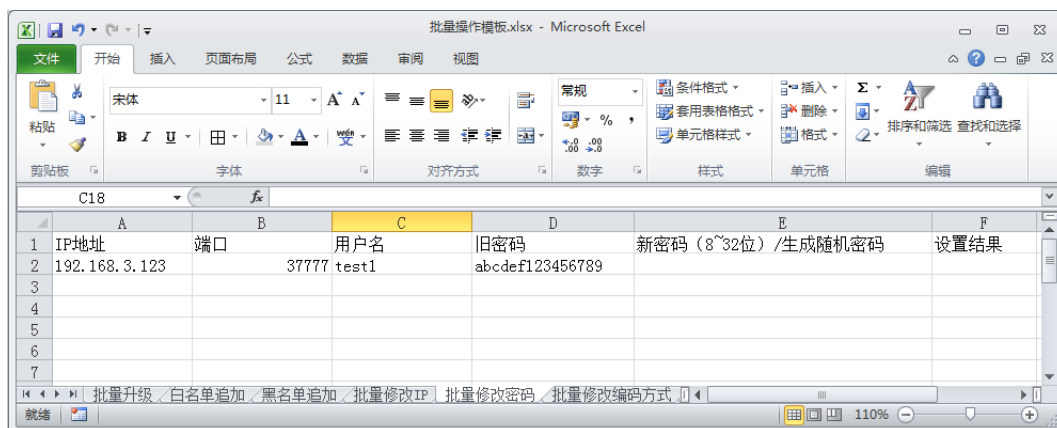 批量操作模板.xlsx - Microsoft Excel
文件 开始 插入 页面布局 公式 数据 审阅 视图
宋体 11 A A 常规 条件格式 插入 Σ
粘贴 B I U A wén 变 % , 套用表格格式 删除 排序和筛选 查找和选择
.0 .00 .00 .0 单元格样式 格式
剪贴板 字体 对齐方式 数字 样式 单元格 编辑
C18 fx
A B C D E F
1 IP地址 端口 用户名 旧密码 新密码(8~32位)/生成随机密码 设置结果
2 192.168.3.123 37777 test1 abcdef123456789
3
4
5
6
7
批量升级 白名单追加 黑名单追加 批量修改IP 批量修改密码 批量修改编码方式
就绪 110%